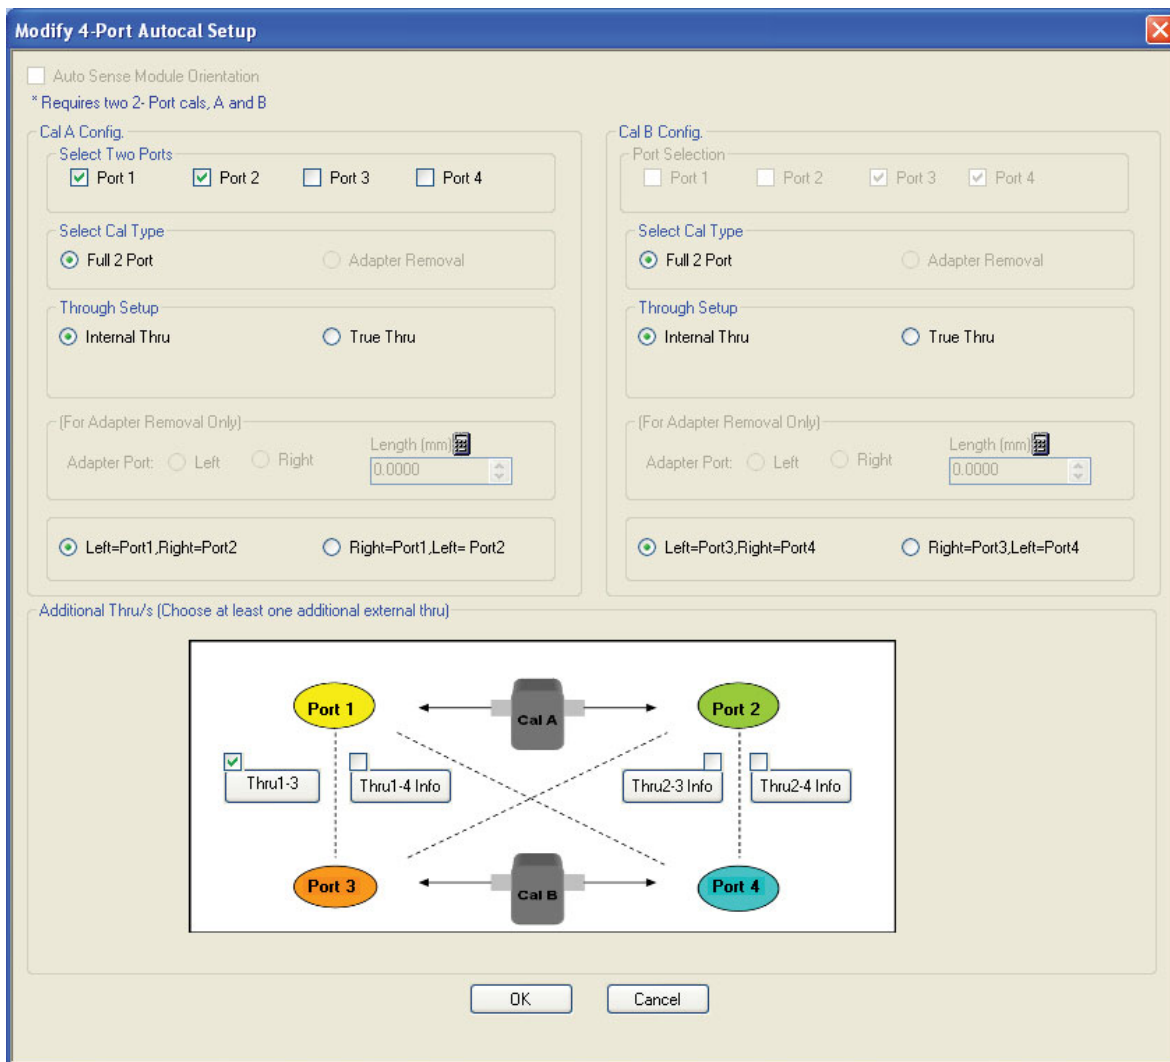 Modify 4-Port Autocal Setup
Auto Sense Module Orientation
* Requires two 2- Port cals, A and B
Cal A Config.
Select Two Ports
Port 1 Port 2 Port 3 Port 4
Select Cal Type
Full 2 Port Adapter Removal
Through Setup
Internal Thru True Thru
(For Adapter Removal Only)
Length (mm)
Adapter Port: Left Right
0.0000
Left=Port1,Right=Port2 Right=Port1,Left= Port2
Cal B Config.
Port Selection
Port 1 Port 2 Port 3 Port 4
Select Cal Type
Full 2 Port Adapter Removal
Through Setup
Internal Thru True Thru
(For Adapter Removal Only)
Length (mm)
Adapter Port: Left Right
0.0000
Left=Port3,Right=Port4 Right=Port3,Left=Port4
Additional Thru/s (Choose at least one additional external thru)
Port 1 Cal A Port 2
Thru1-3 Thru1-4 Info Thru2-3 Info Thru2-4 Info
Port 3 Cal B Port 4
OK Cancel